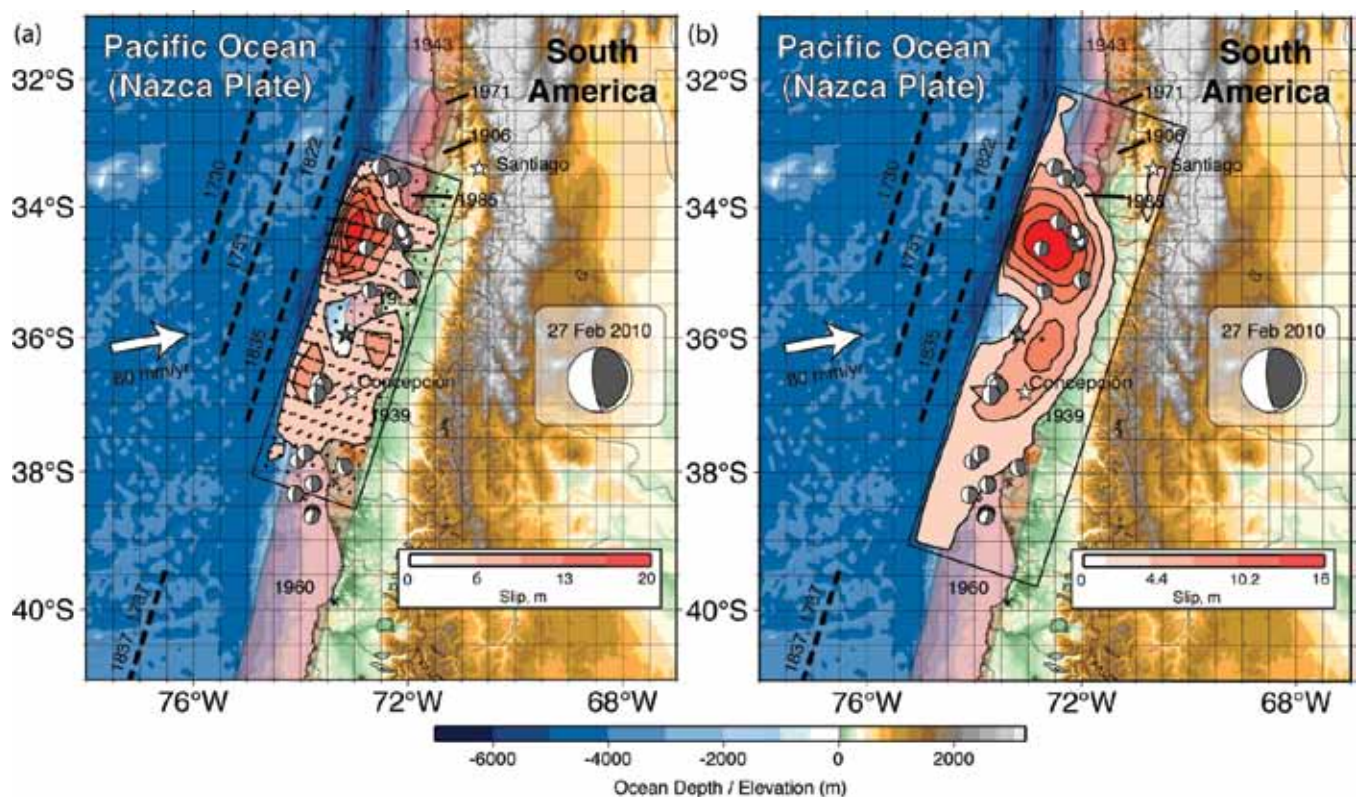 (a)
Pacific Ocean
(Nazca Plate)
South
America
1943
1971
1906
Santiago
1985
1730
1822
1751
1835
80 mm/yr
27 Feb 2010
Concepción
1939
1960
1837
1787
0 6 13 20
Slip, m
32°S
34°S
36°S
38°S
40°S
76°W 72°W 68°W
(b)
Pacific Ocean
(Nazca Plate)
South
America
1943
1971
1906
Santiago
1985
1730
1822
1751
1835
80 mm/yr
27 Feb 2010
Concepción
1939
1960
1837
1787
0 4.4 10.2 16
Slip, m
32°S
34°S
36°S
38°S
40°S
76°W 72°W 68°W
-6000 -4000 -2000 0 2000
Ocean Depth / Elevation (m)